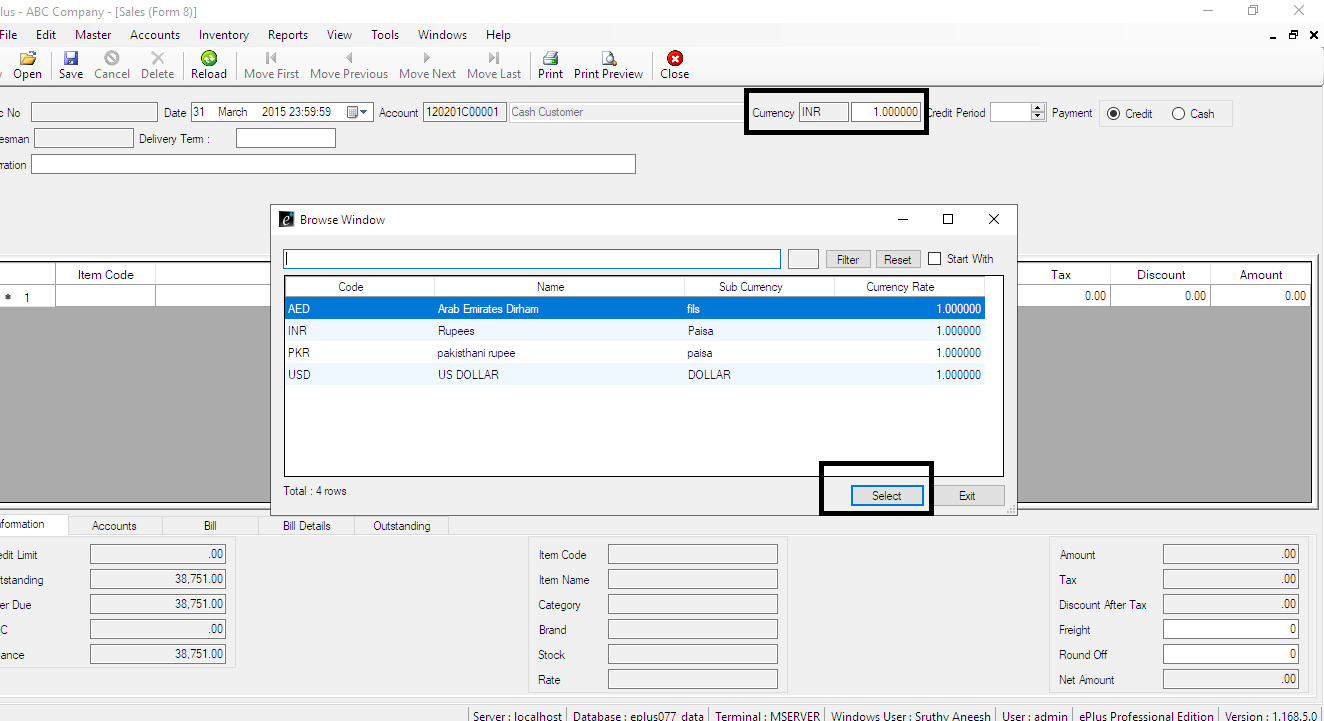 lus - ABC Company - [Sales (Form 8)]
File Edit Master Accounts Inventory Reports View Tools Windows Help
Open Save Cancel Delete Reload Move First Move Previous Move Next Move Last Print Print Preview Close
c No Date 31 March 2015 23:59:59 Account 120201C00001 Cash Customer Currency INR 1.000000 Credit Period Payment Credit Cash
esman Delivery Term :
ration
Browse Window
Filter Reset Start With
Item Code Tax Discount Amount
* 1 0.00 0.00 0.00
Code Name Sub Currency Currency Rate
AED Arab Emirates Dirham fils 1.000000
INR Rupees Paisa 1.000000
PKR pakisthani rupee paisa 1.000000
USD US DOLLAR DOLLAR 1.000000
Total : 4 rows
Select Exit
nformation Accounts Bill Bill Details Outstanding
edit Limit .00 Item Code Amount .00
tstanding 38,751.00 Item Name Tax .00
er Due 38,751.00 Category Discount After Tax .00
C .00 Brand Freight 0
ance 38,751.00 Stock Round Off 0
Rate Net Amount .00
Server : localhost Database : eplus077_data Terminal : MSERVER Windows User : Sruthy Aneesh User : admin ePlus Professional Edition Version : 1.168.5.0